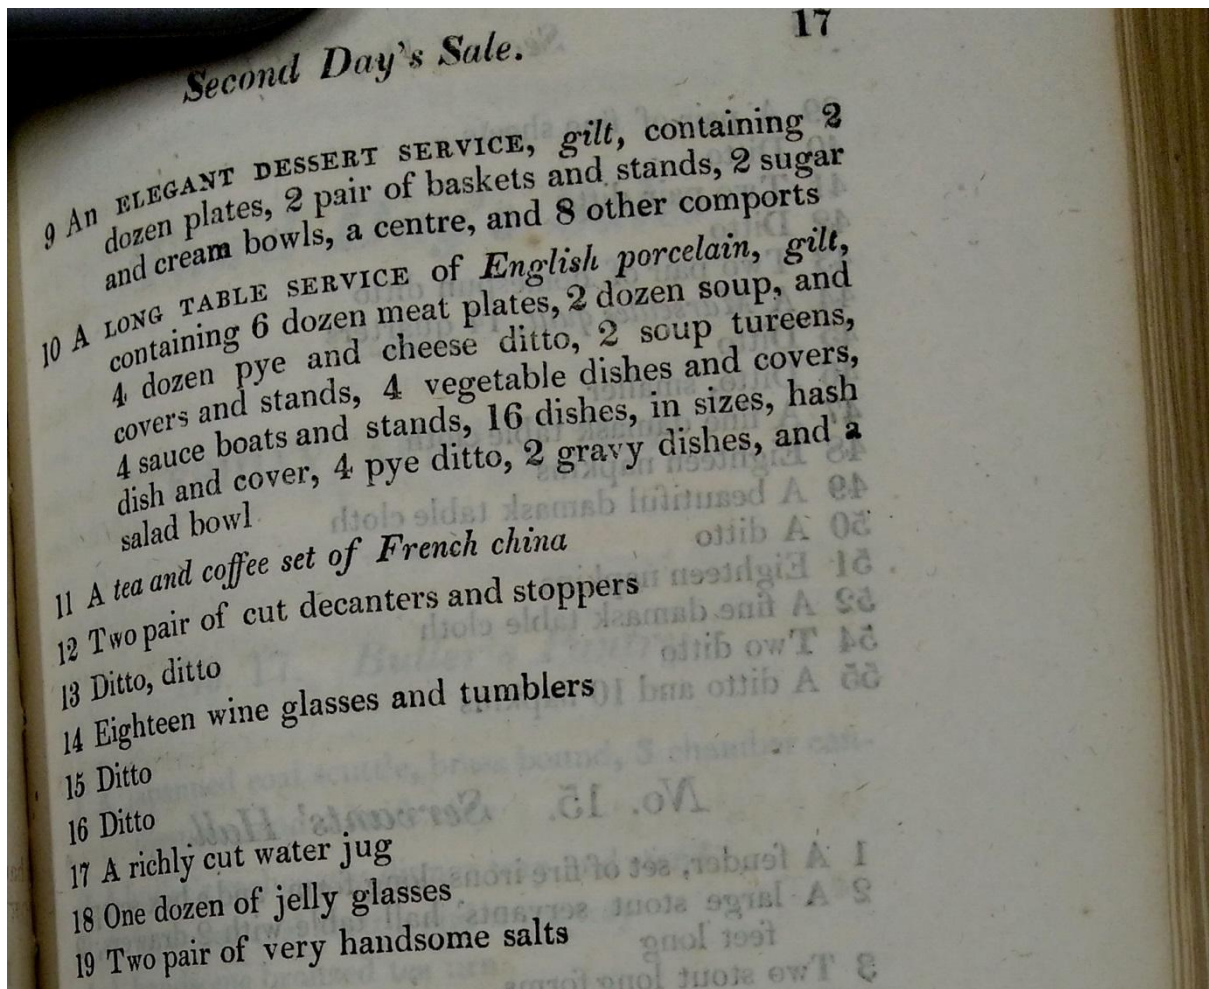 17
Second Day's Sale.
9 An ELEGANT DESSERT SERVICE, gilt, containing 2
dozen plates, 2 pair of baskets and stands, 2 sugar
and cream bowls, a centre, and 8 other comports
10 A LONG TABLE SERVICE of English porcelain, gilt,
containing 6 dozen meat plates, 2 dozen soup, and
4 dozen pye and cheese ditto, 2 soup tureens,
covers and stands, 4 vegetable dishes and covers,
4 sauce boats and stands, 16 dishes, in sizes, hash
dish and cover, 4 pye ditto, 2 gravy dishes, and a
salad bowl
11 A tea and coffee set of French china
12 Two pair of cut decanters and stoppers
13 Ditto, ditto
14 Eighteen wine glasses and tumblers
15 Ditto
16 Ditto
17 A richly cut water jug
18 One dozen of jelly glasses
19 Two pair of very handsome salts